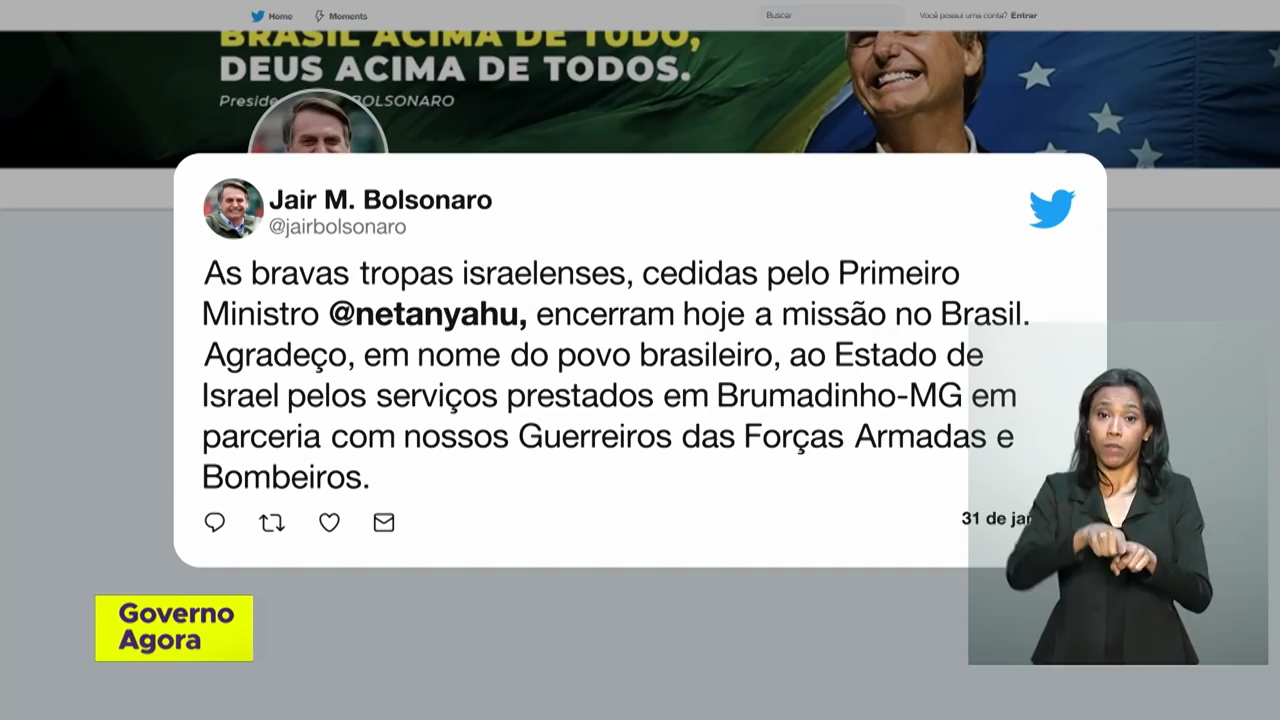 Home Moments Buscar Você possui uma conta? Entrar
BRASIL ACIMA DE TUDO,
DEUS ACIMA DE TODOS.
BOLSONARO
Jair M. Bolsonaro
@jairbolsonaro
As bravas tropas israelenses, cedidas pelo Primeiro
Ministro @netanyahu, encerram hoje a missão no Brasil.
Agradeço, em nome do povo brasileiro, ao Estado de
Israel pelos serviços prestados em Brumadinho-MG em
parceria com nossos Guerreiros das Forças Armadas e
Bombeiros.
31 de jan
Governo
Agora